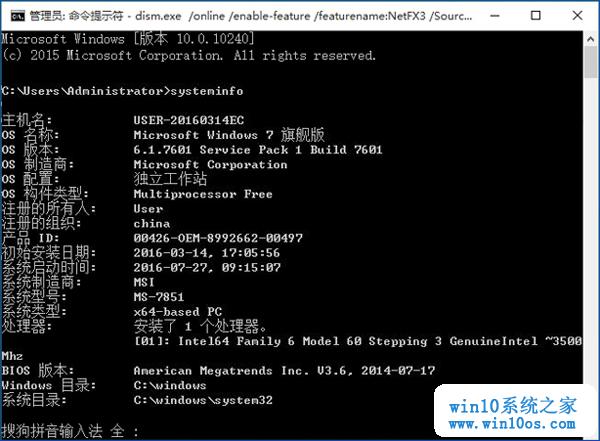 管理员: 命令提示符 - dism.exe /online /enable-feature /featurename:NetFX3 /Sourc...
Microsoft Windows [版本 10.0.10240]
(c) 2015 Microsoft Corporation. All rights reserved.
C:\Users\Administrator>systeminfo
主机名: USER-20160314EC
OS 名称: Microsoft Windows 7 旗舰版
OS 版本: 6.1.7601 Service Pack 1 Build 7601
OS 制造商: Microsoft Corporation
OS 配置: 独立工作站
OS 构件类型: Multiprocessor Free
注册的所有人: User
注册的组织: china
产品 ID: 00426-OEM-8992662-00497
初始安装日期: 2016-03-14, 17:05:56
系统启动时间: 2016-07-27, 09:15:07
系统制造商: MSI
系统型号: MS-7851
系统类型: x64-based PC
处理器: 安装了 1 个处理器。
[01]: Intel64 Family 6 Model 60 Stepping 3 GenuineIntel ~3500
Mhz
BIOS 版本: American Megatrends Inc. V3.6, 2014-07-17
Windows 目录: C:\windows
系统目录: C:\windows\system32
搜狗拼音输入法 全 :
win10系统之家
www.win10os.com